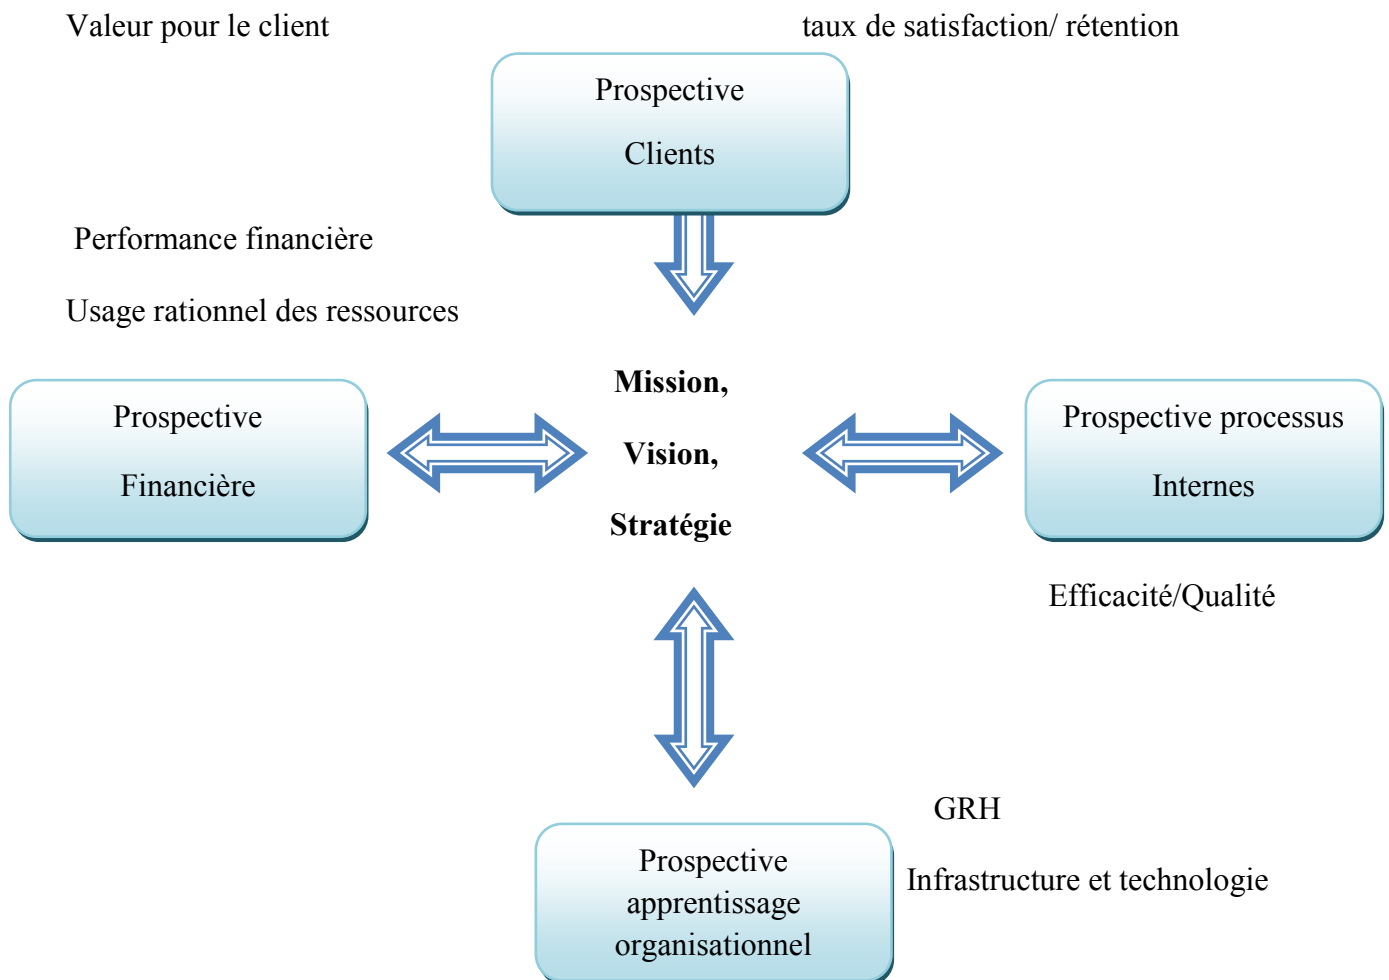 Valeur pour le client
taux de satisfaction/ rétention
Prospective
Clients
Performance financière
Usage rationnel des ressources
Prospective
Financière
Mission,
Vision,
Stratégie
Prospective processus
Internes
Efficacité/Qualité
GRH
Infrastructure et technologie
Prospective
apprentissage
organisationnel